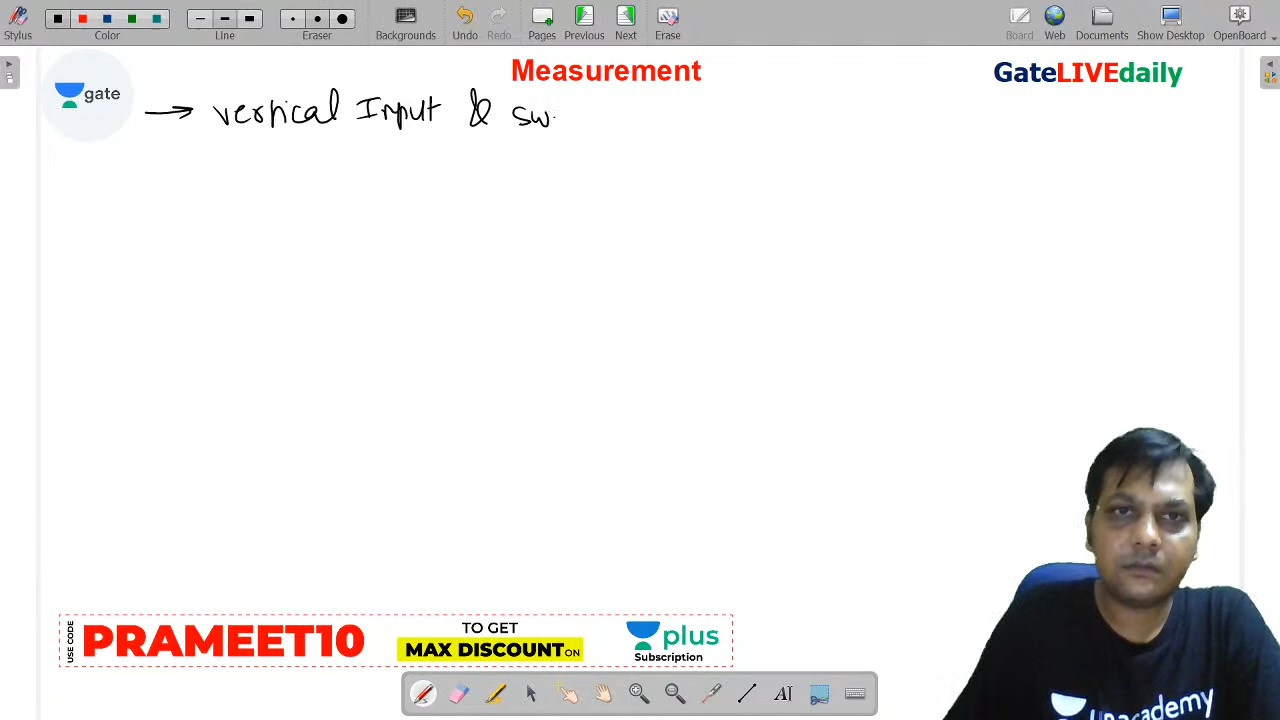 Stylus
Color
Line
Eraser
Backgrounds
Undo
Redo
Pages
Previous
Next
Erase
Board
Web
Documents
Show Desktop
OpenBoard
Measurement
GateLIVEdaily
gate
→ vertical Input & sw
USE CODE
PRAMEET10
TO GET
MAX DISCOUNT ON
plus
Subscription
unacademy